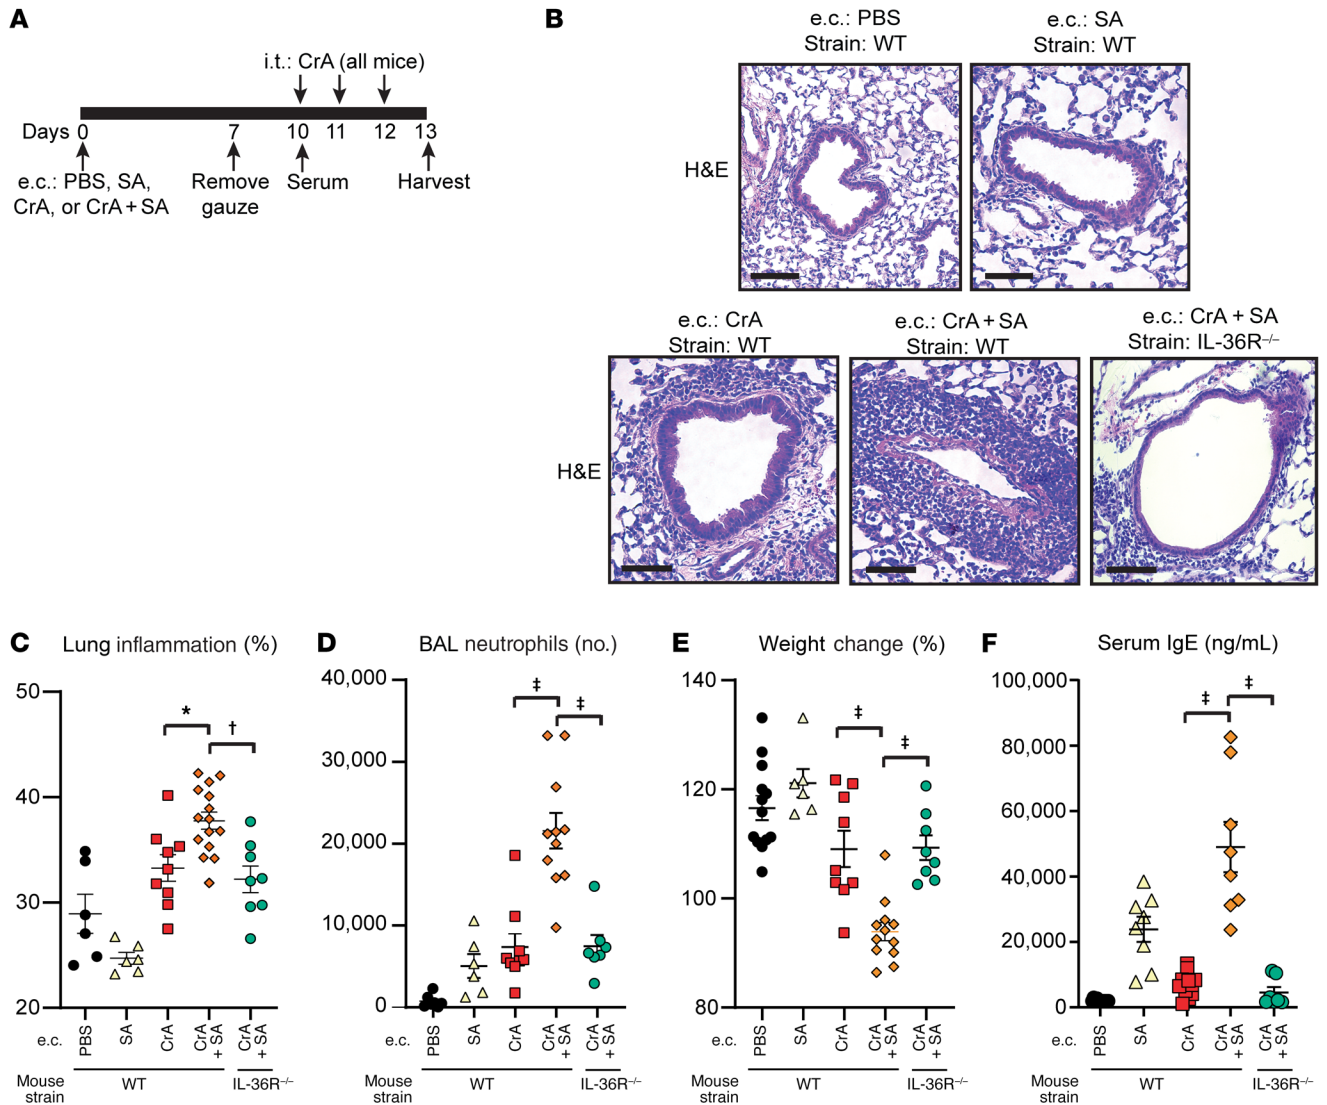 A
i.t.: CrA (all mice)
Days 0 7 10 11 12 13
e.c.: PBS, SA,
CrA, or CrA + SA
Remove
gauze
Serum
Harvest
B
e.c.: PBS
Strain: WT
e.c.: SA
Strain: WT
H&E
e.c.: CrA
Strain: WT
e.c.: CrA + SA
Strain: WT
e.c.: CrA + SA
Strain: IL-36R–/–
H&E
C Lung inflammation (%)
50
40
30
20
*
†
e.c.
PBS
SA
CrA
CrA
+ SA
CrA
+ SA
Mouse
strain
WT
IL-36R–/–
D BAL neutrophils (no.)
40,000
30,000
20,000
10,000
0
‡
‡
e.c.
PBS
SA
CrA
CrA
+ SA
CrA
+ SA
Mouse
strain
WT
IL-36R–/–
E Weight change (%)
140
120
100
80
‡
‡
e.c.
PBS
SA
CrA
CrA
+ SA
CrA
+ SA
Mouse
strain
WT
IL-36R–/–
F Serum IgE (ng/mL)
100,000
80,000
60,000
40,000
20,000
0
‡
‡
e.c.
PBS
SA
CrA
CrA
+ SA
CrA
+ SA
Mouse
strain
WT
IL-36R–/–